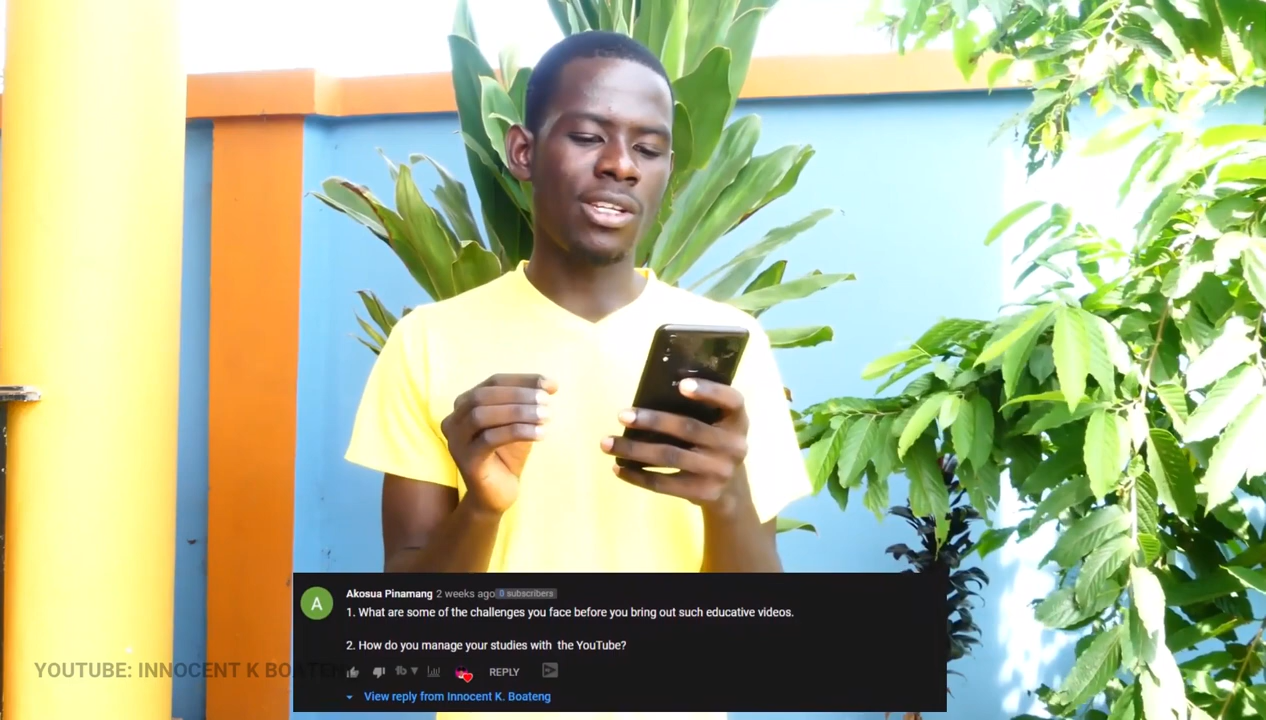 Akosua Pinamang 2 weeks ago 0 subscribers
1. What are some of the challenges you face before you bring out such educative videos.
2. How do you manage your studies with the YouTube?
REPLY
View reply from Innocent K. Boateng
YOUTUBE: INNOCENT K BOATENG
A